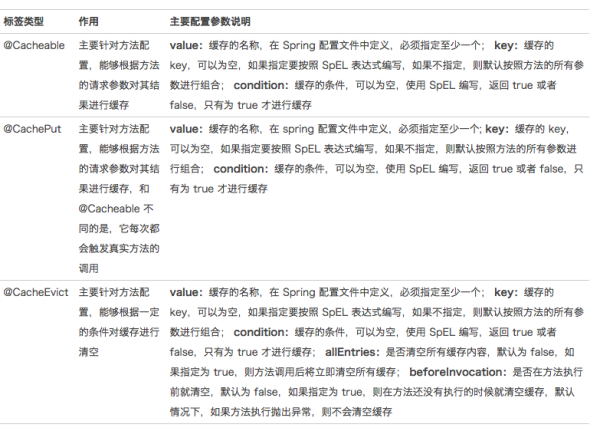 标签类型 作用 主要配置参数说明
@Cacheable 主要针对方法配 value：缓存的名称，在 Spring 配置文件中定义，必须指定至少一个； key：缓存的
置，能够根据方法 key，可以为空，如果指定要按照 SpEL 表达式编写，如果不指定，则默认按照方法的所有参
的请求参数对其结 数进行组合； condition：缓存的条件，可以为空，使用 SpEL 编写，返回 true 或者
果进行缓存 false，只有为 true 才进行缓存
@CachePut 主要针对方法配 value：缓存的名称，在 spring 配置文件中定义，必须指定至少一个; key：缓存的 key，
置，能够根据方法 可以为空，如果指定要按照 SpEL 表达式编写，如果不指定，则默认按照方法的所有参数进
的请求参数对其结 行组合； condition：缓存的条件，可以为空，使用 SpEL 编写，返回 true 或者 false，只
果进行缓存，和 有为 true 才进行缓存
@Cacheable 不
同的是，它每次都
会触发真实方法的
调用
@CacheEvict 主要针对方法配 value：缓存的名称，在 Spring 配置文件中定义，必须指定至少一个； key：缓存的
置，能够根据一定 key，可以为空，如果指定要按照 SpEL 表达式编写，如果不指定，则默认按照方法的所有参
的条件对缓存进行 数进行组合； condition：缓存的条件，可以为空，使用 SpEL 编写，返回 true 或者
清空 false，只有为 true 才进行缓存； allEntries：是否清空所有缓存内容，默认为 false，如
果指定为 true，则方法调用后将立即清空所有缓存； beforeInvocation：是否在方法执行
前就清空，默认为 false，如果指定为 true，则在方法还没有执行的时候就清空缓存，默认
情况下，如果方法执行抛出异常，则不会清空缓存